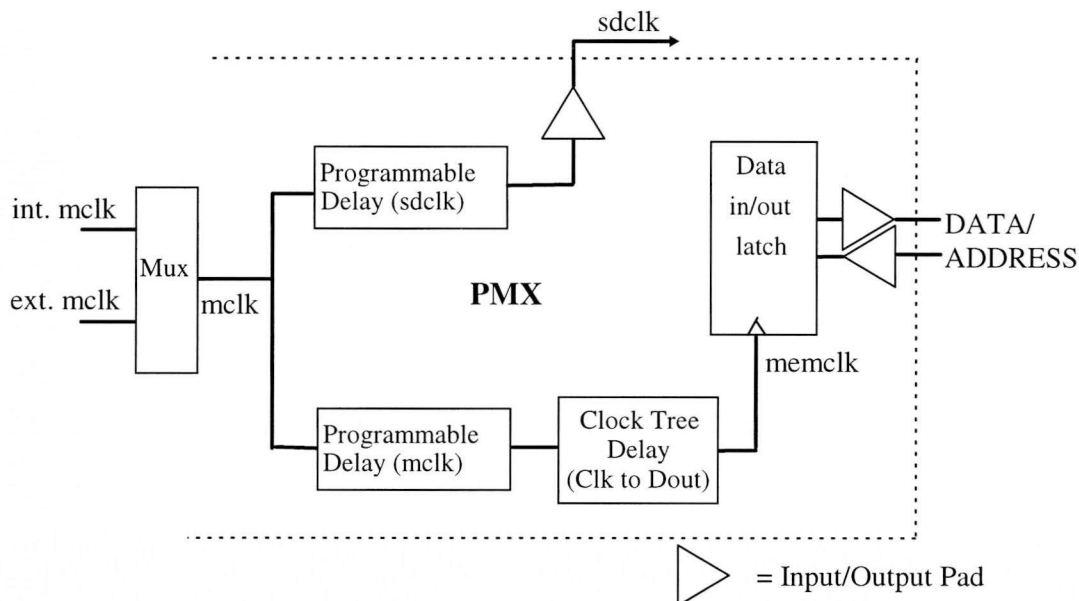 sdclk
Programmable
Delay (sdclk)
Data
in/out
latch
int. mclk
DATA/
ADDRESS
Mux
ext. mclk
mclk
PMX
memclk
Programmable
Delay (mclk)
Clock Tree
Delay
(Clk to Dout)
= Input/Output Pad